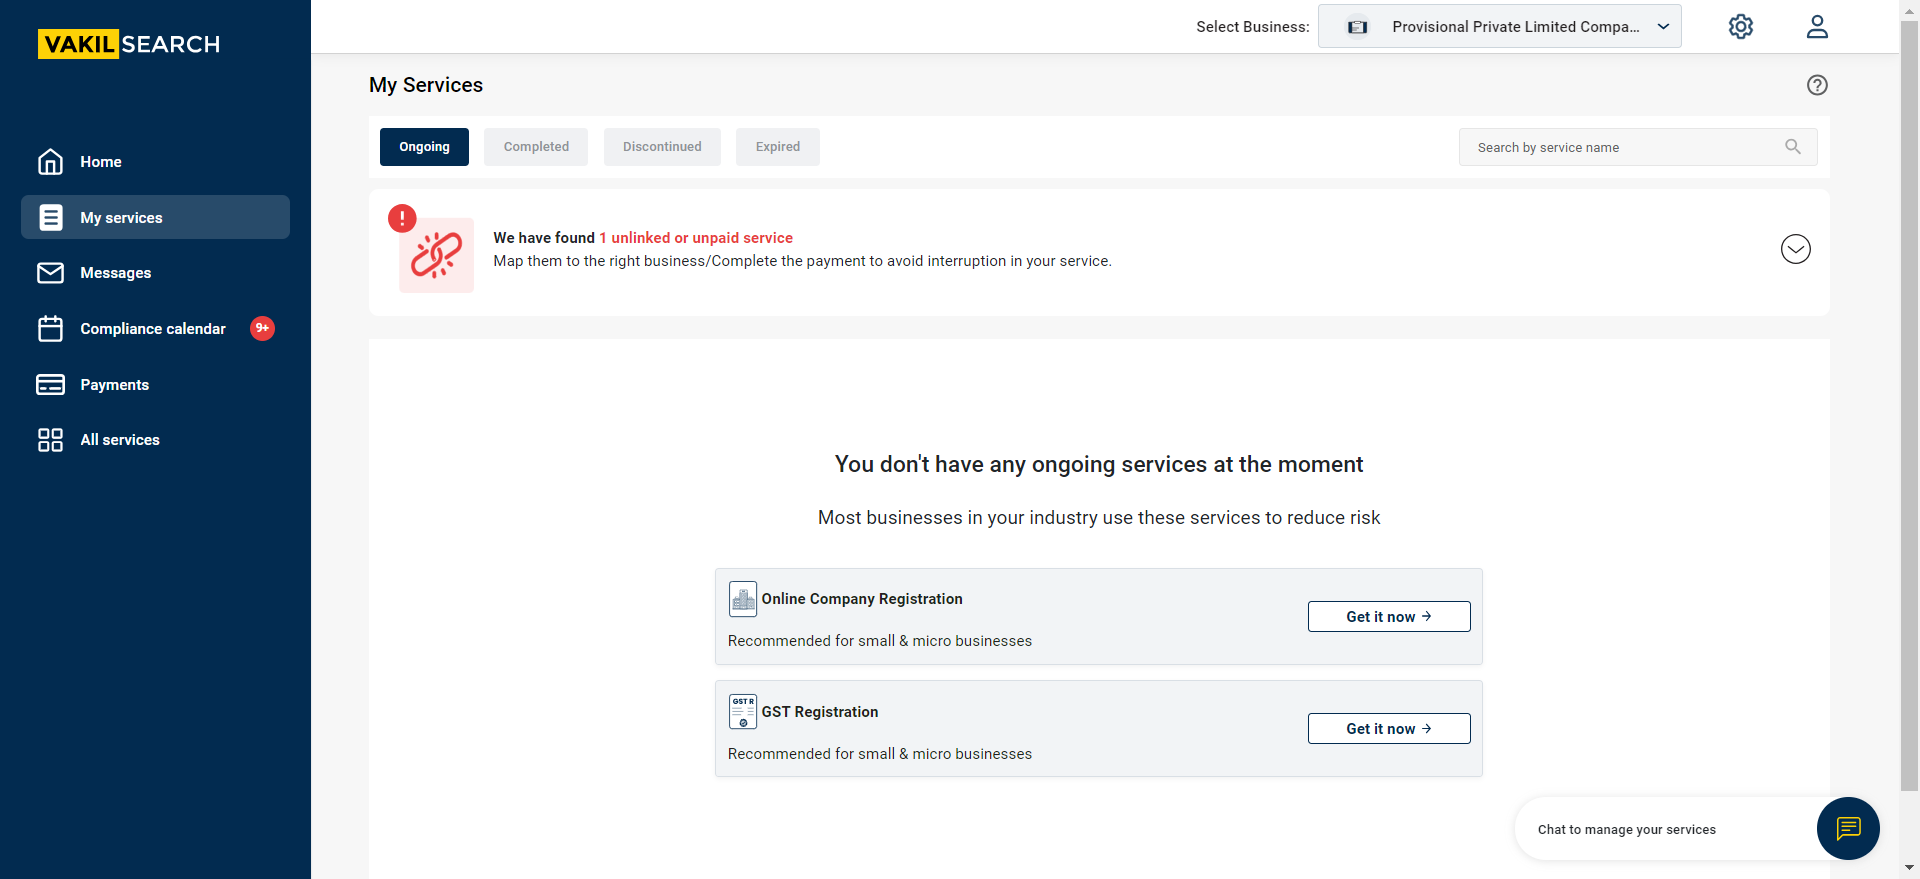 VAKILSEARCH
Select Business:
Provisional Private Limited Compa...
My Services
Home
My services
Messages
Compliance calendar
9+
Payments
All services
Ongoing
Completed
Discontinued
Expired
Search by service name
!
We have found 1 unlinked or unpaid service
Map them to the right business/Complete the payment to avoid interruption in your service.
You don't have any ongoing services at the moment
Most businesses in your industry use these services to reduce risk
Online Company Registration
Recommended for small & micro businesses
Get it now →
GST R
GST Registration
Recommended for small & micro businesses
Get it now →
Chat to manage your services